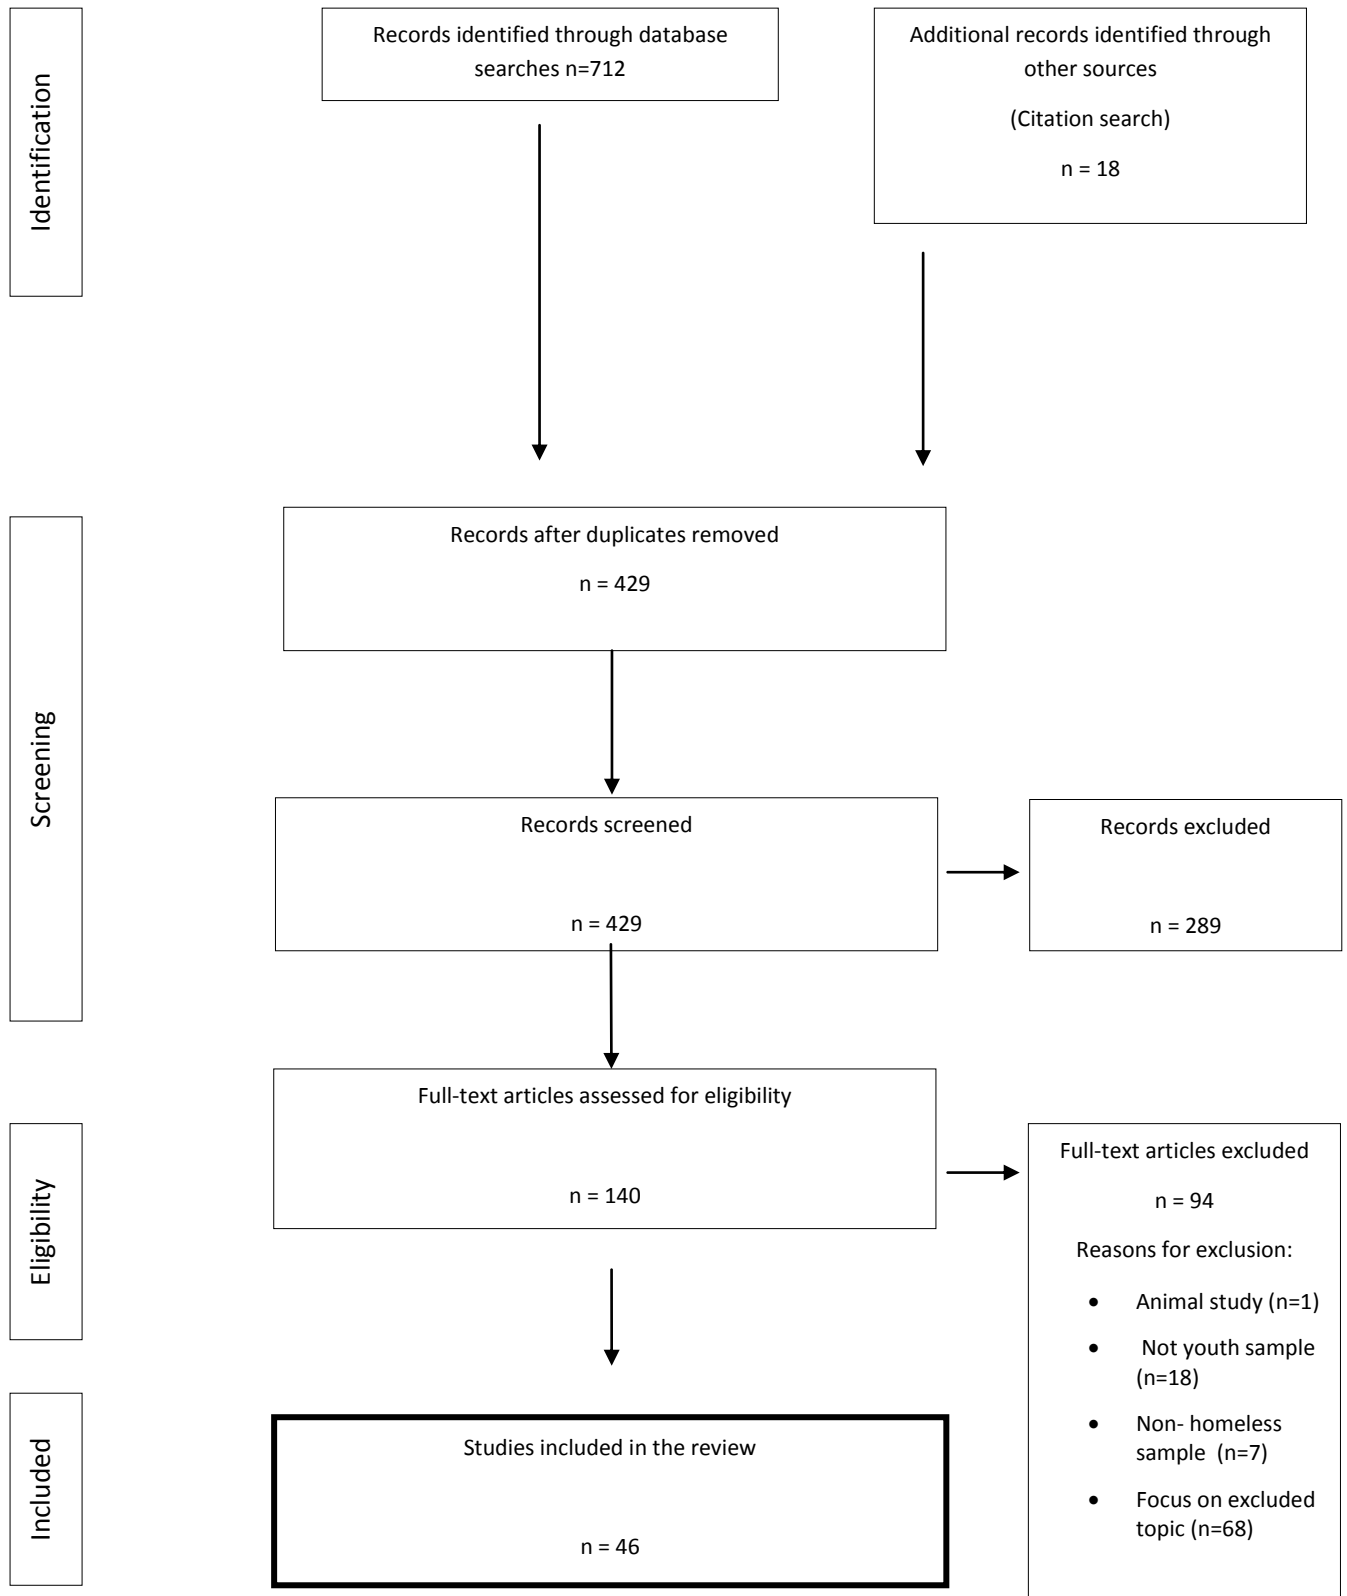 Identification
Records identified through database
searches n=712
Additional records identified through
other sources
(Citation search)
n = 18
Screening
Records after duplicates removed
n = 429
Records screened
n = 429
Records excluded
n = 289
Eligibility
Full-text articles assessed for eligibility
n = 140
Full-text articles excluded
n = 94
Reasons for exclusion:
• Animal study (n=1)
• Not youth sample
(n=18)
• Non- homeless
sample (n=7)
• Focus on excluded
topic (n=68)
Included
Studies included in the review
n = 46